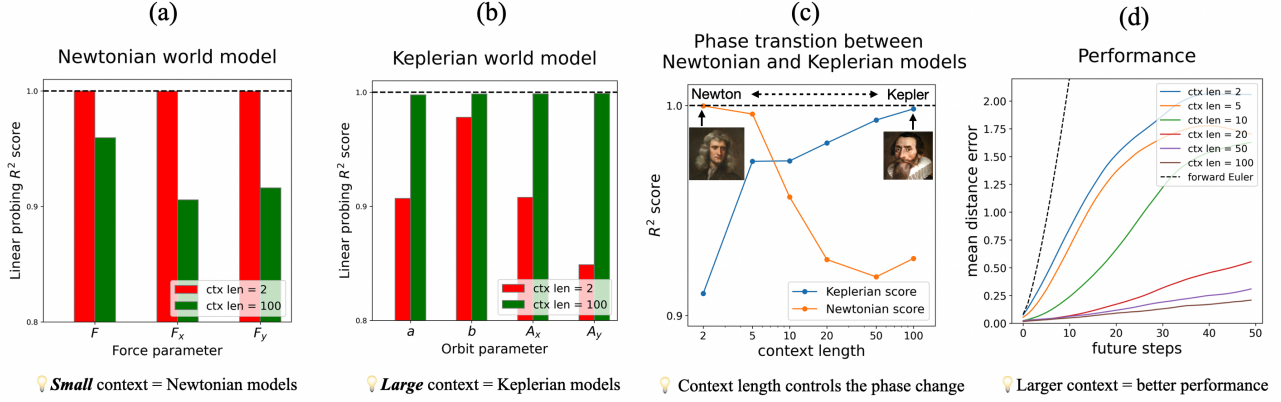 (a)
Newtonian world model
Linear probing R² score
1.0
0.9
0.8
F
Fₓ
Fᵧ
ctx len = 2
ctx len = 100
Force parameter
💡Small context = Newtonian models
(b)
Keplerian world model
Linear probing R² score
1.0
0.9
0.8
a
b
Aₓ
Aᵧ
ctx len = 2
ctx len = 100
Orbit parameter
💡Large context = Keplerian models
(c)
Phase transtion between
Newtonian and Keplerian models
R² score
1.0
0.9
Newton
Kepler
Keplerian score
Newtonian score
2 5 10 20 50 100
context length
💡 Context length controls the phase change
(d)
Performance
mean distance error
2.00
1.75
1.50
1.25
1.00
0.75
0.50
0.25
0.00
ctx len = 2
ctx len = 5
ctx len = 10
ctx len = 20
ctx len = 50
ctx len = 100
forward Euler
0 10 20 30 40 50
future steps
💡Larger context = better performance